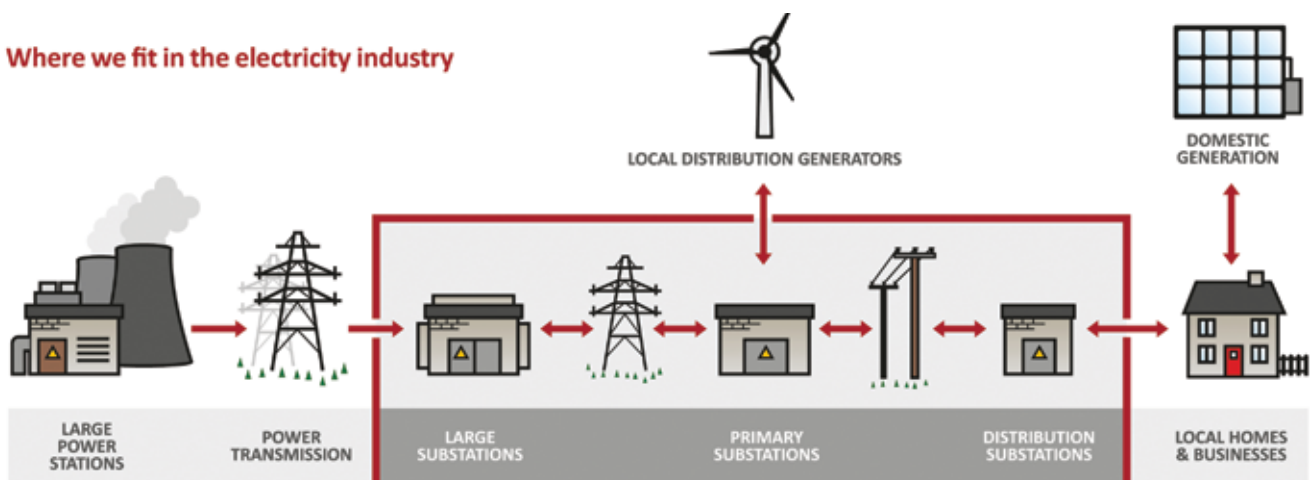 Where we fit in the electricity industry
LOCAL DISTRIBUTION GENERATORS
DOMESTIC
GENERATION
LARGE
POWER
STATIONS
POWER
TRANSMISSION
LARGE
SUBSTATIONS
PRIMARY
SUBSTATIONS
DISTRIBUTION
SUBSTATIONS
LOCAL HOMES
& BUSINESSES